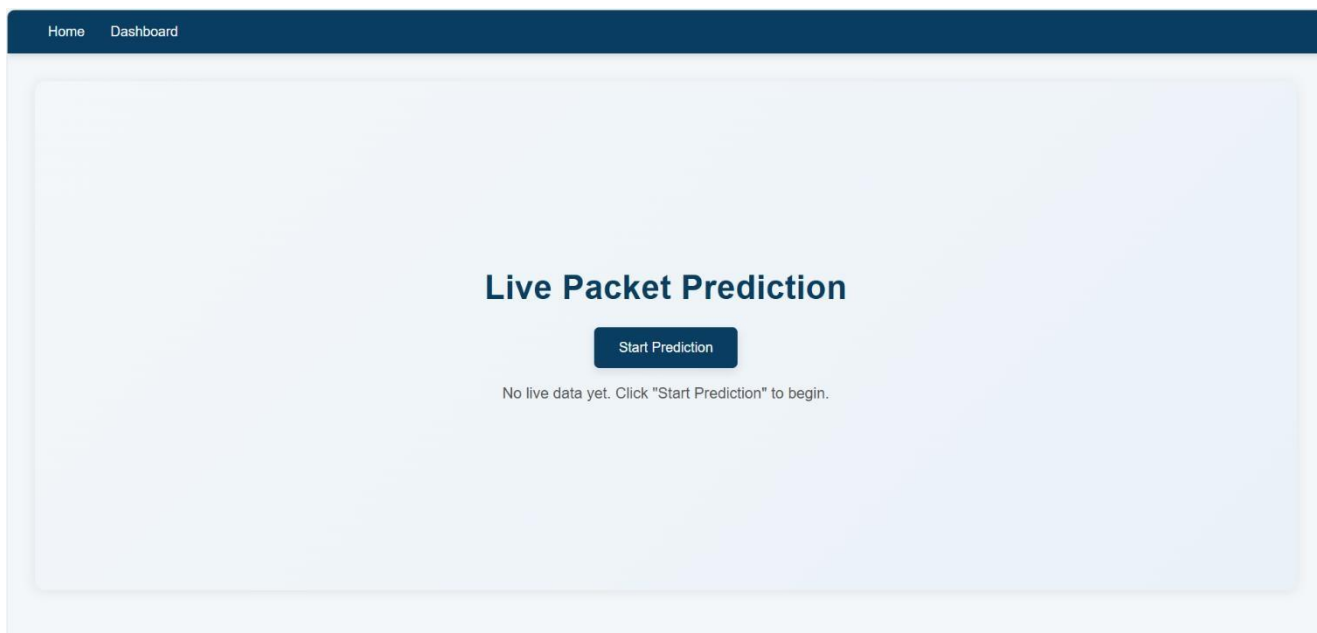 Home Dashboard
Live Packet Prediction
Start Prediction
No live data yet. Click "Start Prediction" to begin.